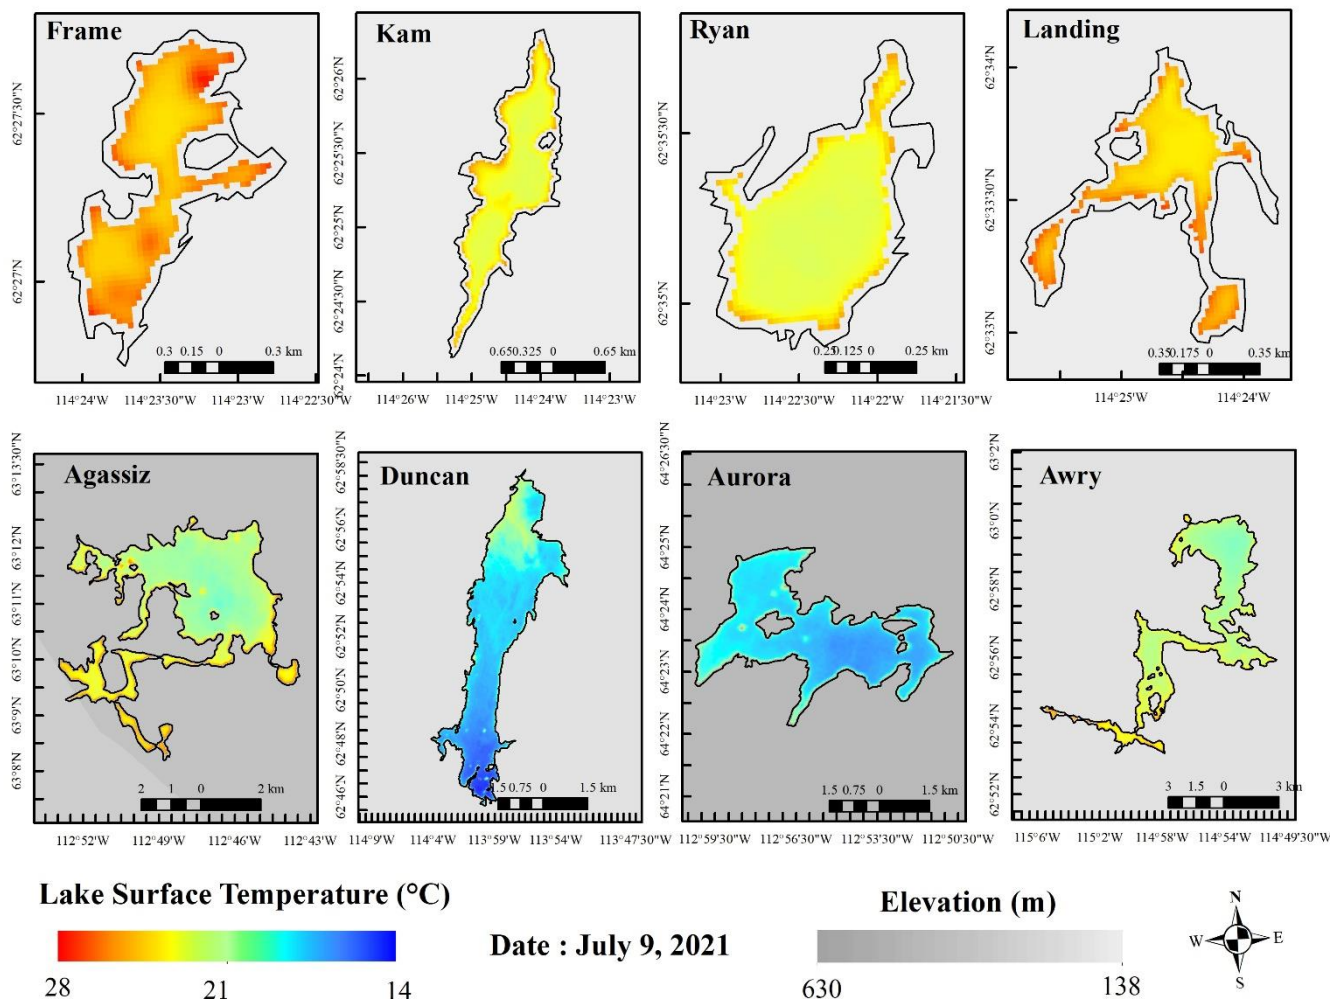 Frame
62°27'30"N
62°27'N
0.3 0.15 0 0.3 km
114°24'W 114°23'30"W 114°23'W 114°22'30"W
Kam
62°26'N
62°25'30"N
62°25'N
62°24'30"N
62°24'N
0.65 0.325 0 0.65 km
114°26'W 114°25'W 114°24'W 114°23'W
Ryan
62°35'30"N
62°35'N
0.25 0.125 0 0.25 km
114°23'W 114°22'30"W 114°22'W 114°21'30"W
Landing
62°34'N
62°33'30"N
62°33'N
0.35 0.175 0 0.35 km
114°25'W 114°24'W
Agassiz
63°13'30"N
63°12'N
63°11'N
63°10'N
63°9'N
63°8'N
2 1 0 2 km
112°52'W 112°49'W 112°46'W 112°43'W
Duncan
62°58'30"N
62°56'N
62°54'N
62°52'N
62°50'N
62°48'N
62°46'N
1.5 0.75 0 1.5 km
114°9'W 114°4'W 113°59'W 113°54'W 113°47'30"W
Aurora
64°26'30"N
64°25'N
64°24'N
64°23'N
64°22'N
64°21'N
1.5 0.75 0 1.5 km
112°59'30"W 112°56'30"W 112°53'30"W 112°50'30"W
Awry
63°2'N
63°0'N
62°58'N
62°56'N
62°54'N
62°52'N
3 1.5 0 3 km
115°6'W 115°2'W 114°58'W 114°54'W 114°49'30"W
Lake Surface Temperature (°C)
28 21 14
Date : July 9, 2021
Elevation (m)
630 138
N
W E
S